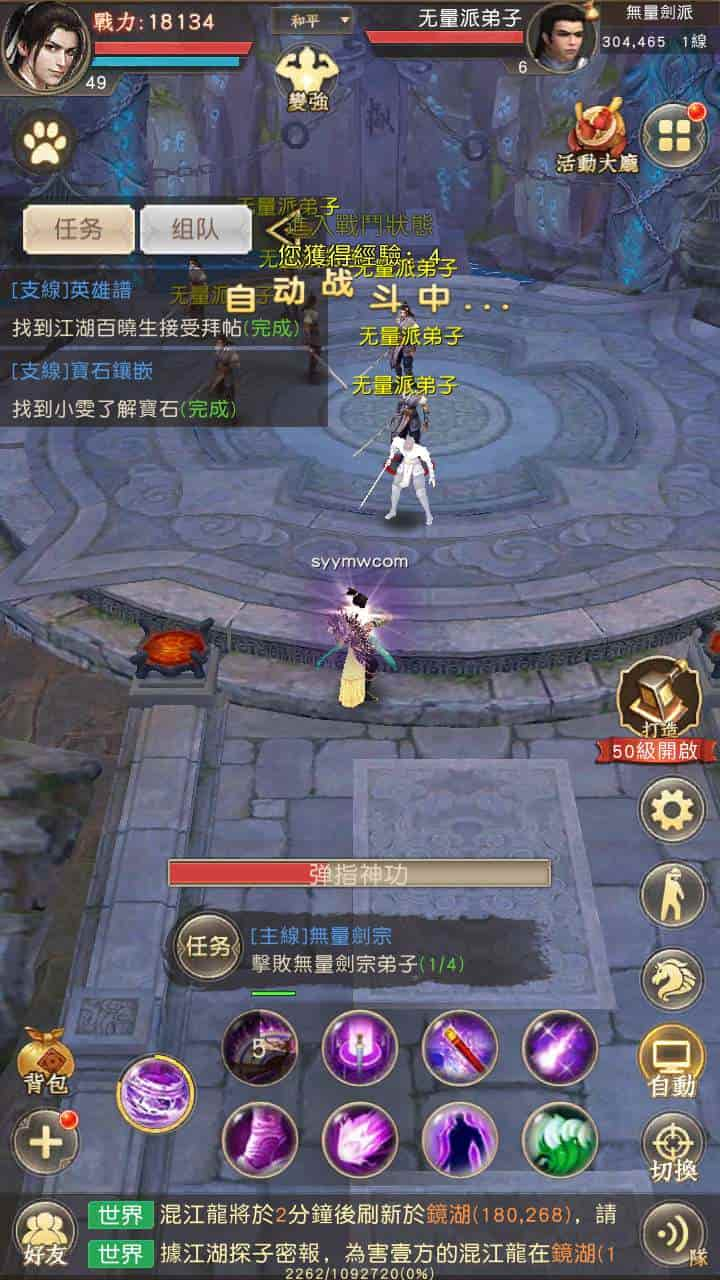 戰力:18134
和平
无量派弟子
無量劍派
304,465 1線
49
6
變強
活動大廳
任务
组队
无量派弟子
進入戰鬥狀態
您獲得經驗：4
无量派弟子
自动战斗中...
[支線]英雄譜
找到江湖百曉生接受拜帖(完成)
无量派弟子
[支線]寶石鑲嵌
无量派弟子
找到小雯了解寶石(完成)
syymwcom
打造
50級開啟
弹指神功
任务
[主線]無量劍宗
擊敗無量劍宗弟子(1/4)
5
背包
自動
切換
好友
世界 混江龍將於2分鐘後刷新於鏡湖(180,268)，請
世界 據江湖探子密報，為害壹方的混江龍在鏡湖(1
隊
2262/1092720(0%)